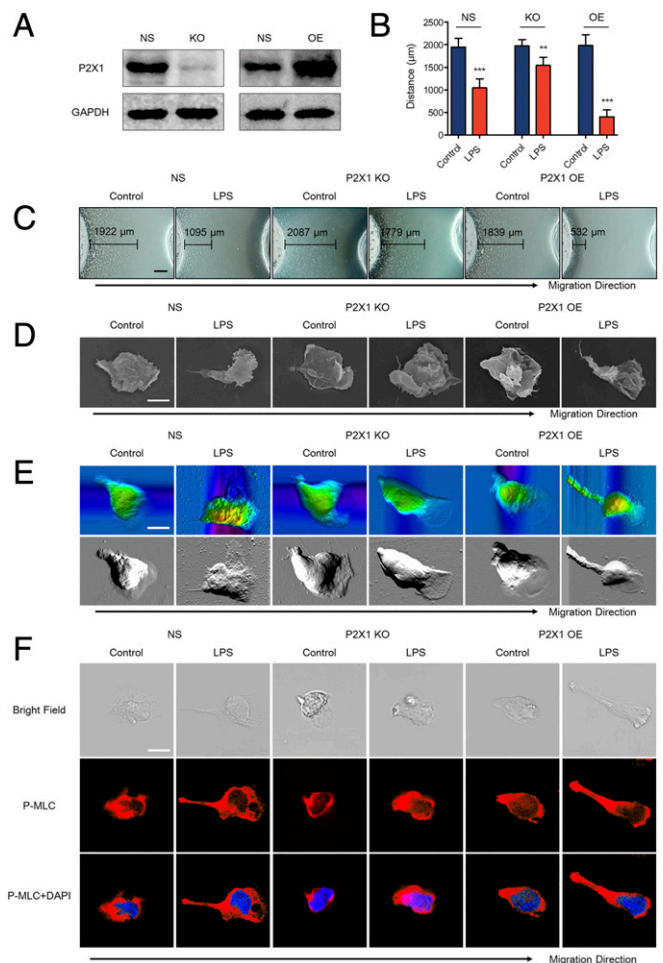 A
NS KO NS OE
P2X1
GAPDH
B
NS KO OE
Distance (μm)
2500
2000
1500
1000
500
0
*** ** ***
Control LPS Control LPS Control LPS
C
NS P2X1 KO P2X1 OE
Control LPS Control LPS Control LPS
1922 μm 1095 μm 2087 μm 1779 μm 1839 μm 532 μm
Migration Direction
D
NS P2X1 KO P2X1 OE
Control LPS Control LPS Control LPS
Migration Direction
E
NS P2X1 KO P2X1 OE
Control LPS Control LPS Control LPS
Migration Direction
F
NS P2X1 KO P2X1 OE
Control LPS Control LPS Control LPS
Bright Field
P-MLC
P-MLC+DAPI
Migration Direction